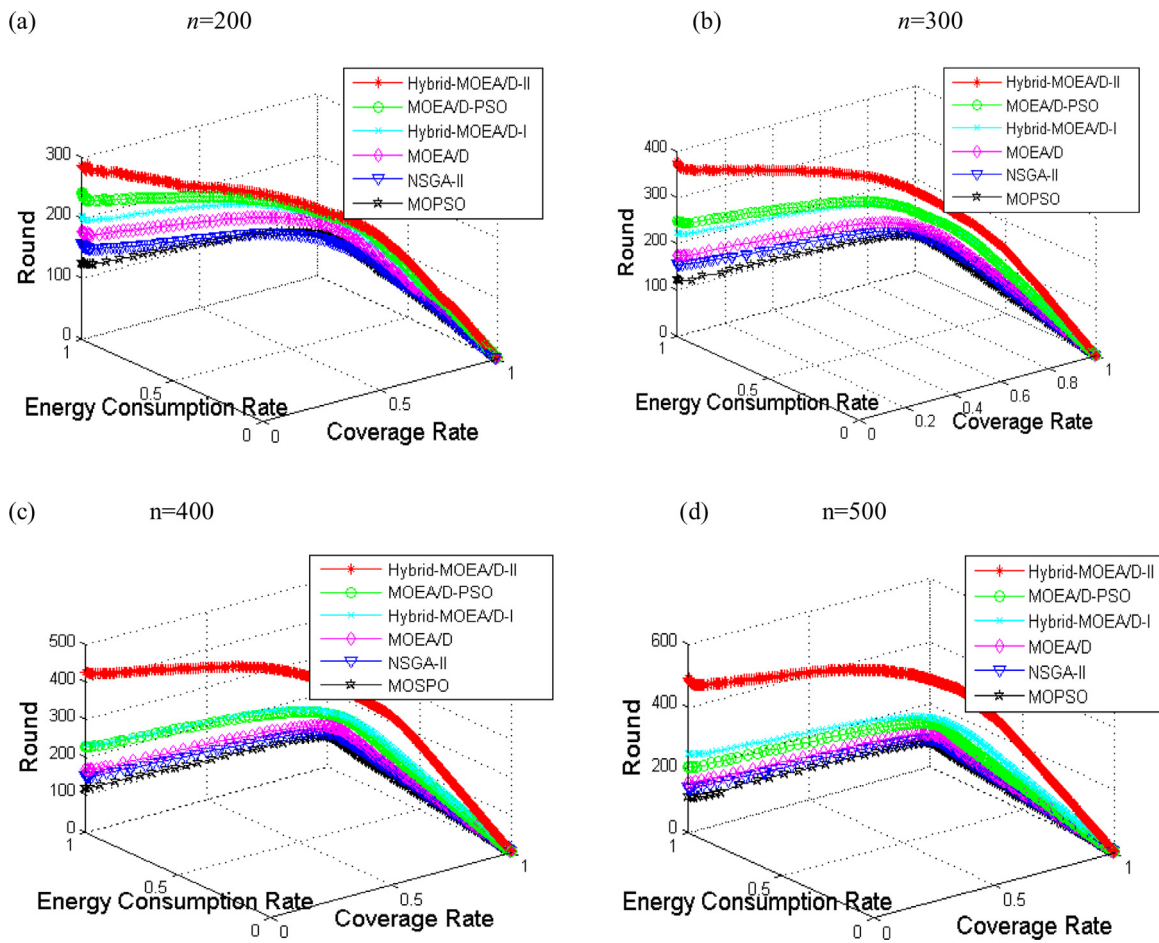 (a) n=200
Hybrid-MOEA/D-II
MOEA/D-PSO
Hybrid-MOEA/D-I
MOEA/D
NSGA-II
MOPSO
300
200
100
0
Round
1
0.5
0
Energy Consumption Rate
0
0.5
1
Coverage Rate
(b) n=300
Hybrid-MOEA/D-II
MOEA/D-PSO
Hybrid-MOEA/D-I
MOEA/D
NSGA-II
MOPSO
400
300
200
100
0
Round
1
0.5
0
Energy Consumption Rate
0
0.2
0.4
0.6
0.8
1
Coverage Rate
(c) n=400
Hybrid-MOEA/D-II
MOEA/D-PSO
Hybrid-MOEA/D-I
MOEA/D
NSGA-II
MOSPO
500
400
300
200
100
0
Round
1
0.5
0
Energy Consumption Rate
0
0.5
1
Coverage Rate
(d) n=500
Hybrid-MOEA/D-II
MOEA/D-PSO
Hybrid-MOEA/D-I
MOEA/D
NSGA-II
MOPSO
600
400
200
0
Round
1
0.5
0
Energy Consumption Rate
0
0.5
1
Coverage Rate